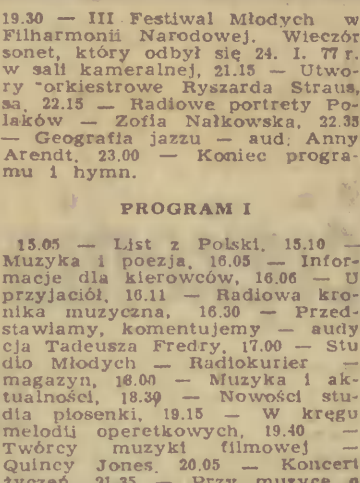 19.30 — III Festiwal Młodych w
Filharmonii Narodowej. Wieczór
sonet, który odbył się 24. I. 77 r.
w sali kameralnej, 21.15 — Utwo-
ry orkiestrowe Ryszarda Straus,
sa. 22.15 — Radiowe portrety Po-
laków — Zofia Nałkowska, 22.35
— Geografia jazzu — aud. Anny
Arendt. 23.00 — Koniec progra-
mu i hymn.
PROGRAM I
15.05 — List z Polski. 15.10 —
Muzyka i poezja, 16.05 — Infor-
macje dla kierowców, 16.06 — U
przyjaciół, 16.11 — Radiowa kro-
nika muzyczna, 16.30 — Przed-
stawiamy, komentujemy — audy
cja Tadeusza Fredry, 17.00 — Stu
dio Młodych — Radiokurier —
magazyn, 18.00 — Muzyka i ak-
tualności, 18.30 — Nowości stu-
dia piosenki, 19.15 — W kręgu
melodii operetkowych, 19.40 —
Twórcy muzyki filmowej —
Quincy Jones. 20.05 — Koncert
życzeń 21.35 — Przy muzyce o